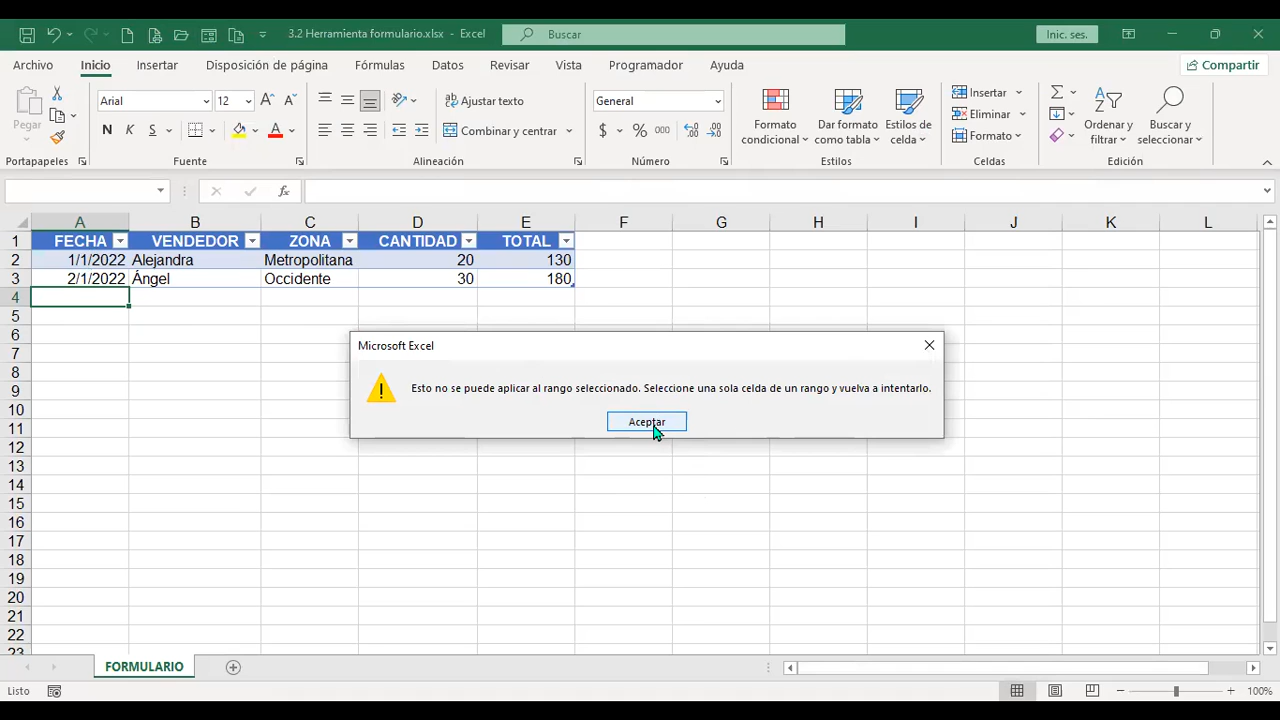 3.2 Herramienta formulario.xlsx - Excel
Buscar
Inic. ses.
Archivo Inicio Insertar Disposición de página Fórmulas Datos Revisar Vista Programador Ayuda Compartir
Pegar
Portapapeles
Arial 12
N K S
Fuente
Ajustar texto
Combinar y centrar
Alineación
General
$ % 000
Número
Formato condicional
Dar formato como tabla
Estilos de celda
Estilos
Insertar
Eliminar
Formato
Celdas
Ordenar y filtrar
Buscar y seleccionar
Edición
fx
A B C D E F G H I J K L
1 FECHA VENDEDOR ZONA CANTIDAD TOTAL
2 1/1/2022 Alejandra Metropolitana 20 130
3 2/1/2022 Ángel Occidente 30 180
4
5
6
7
8
9
10
11
12
13
14
15
16
17
18
19
20
21
22
23
Microsoft Excel
Esto no se puede aplicar al rango seleccionado. Seleccione una sola celda de un rango y vuelva a intentarlo.
Aceptar
FORMULARIO
Listo
100%